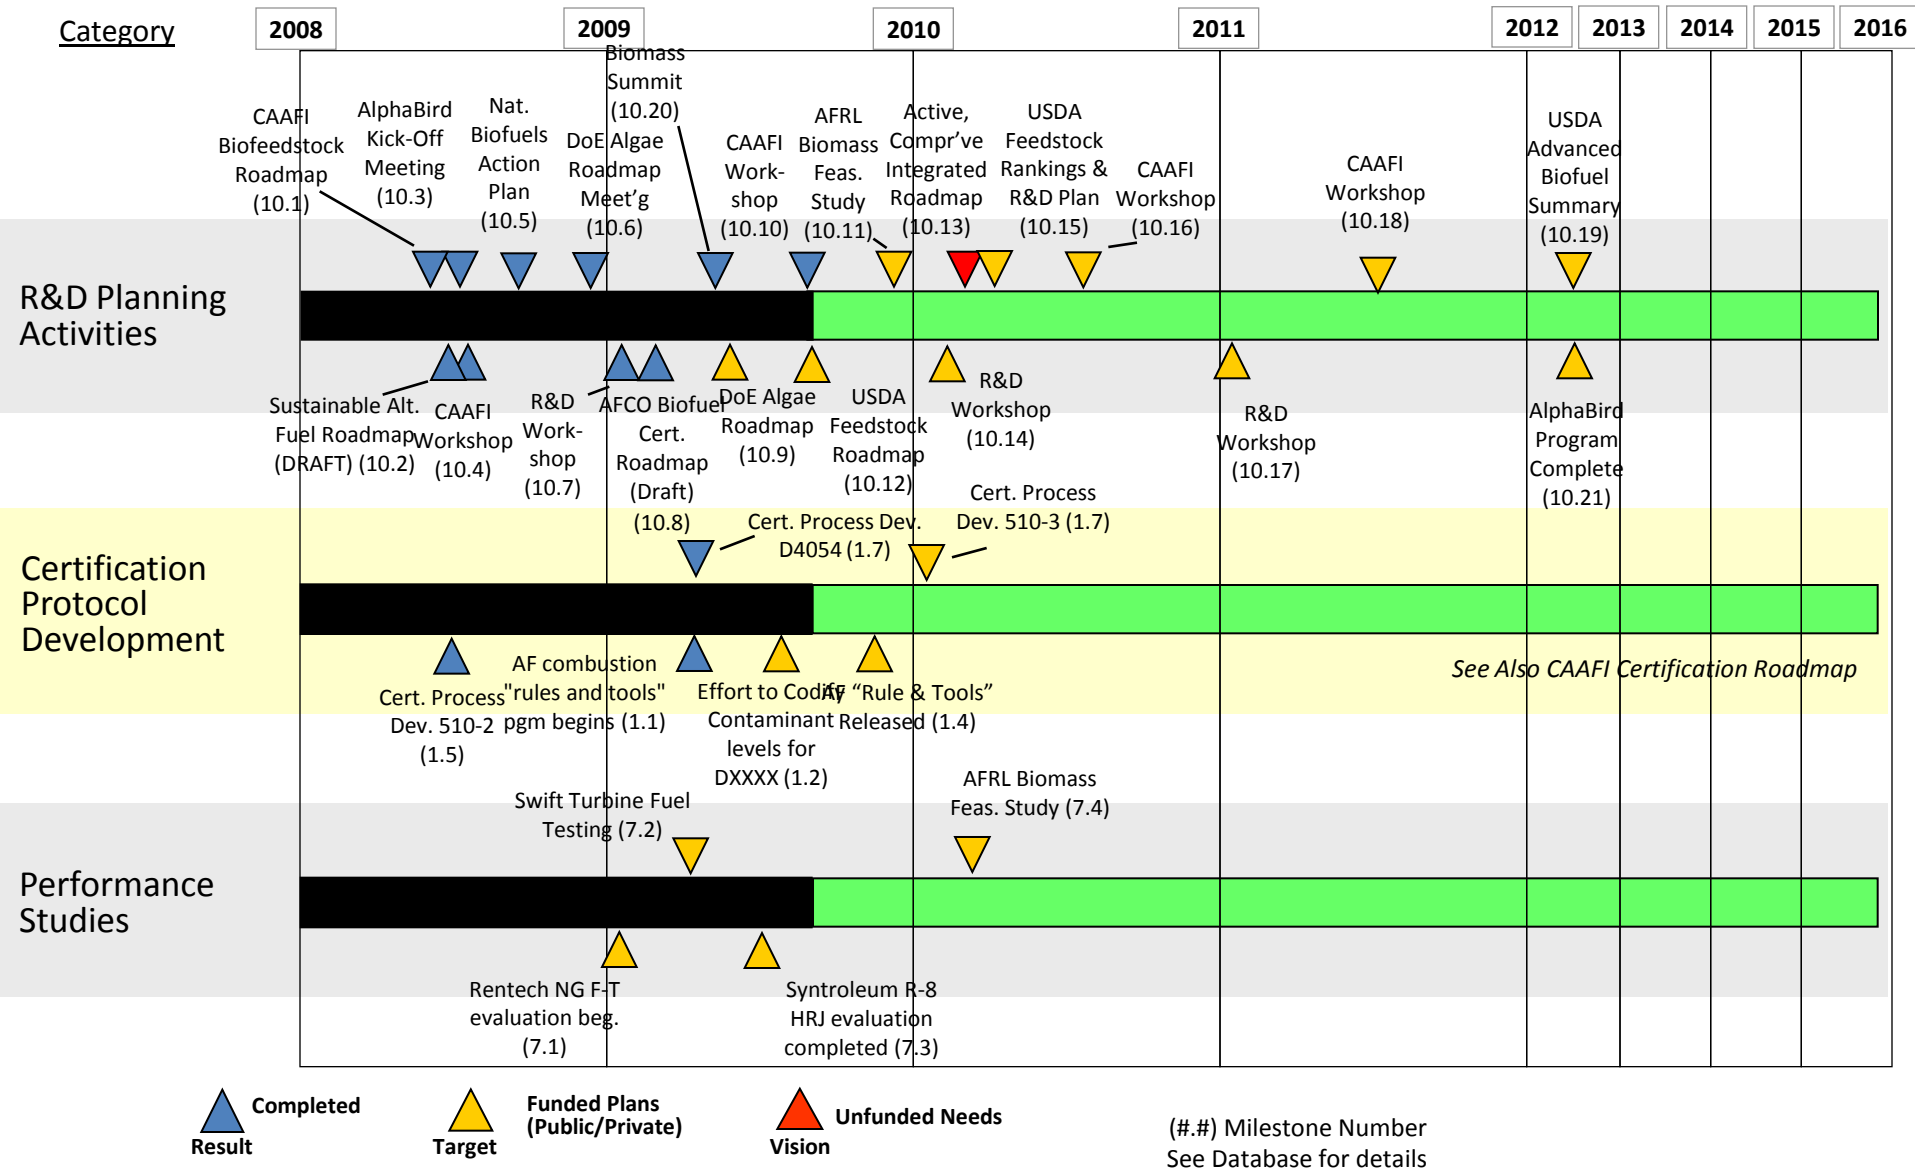 Category
2008
2009
2010
2011
2012
2013
2014
2015
2016
CAAFI
Biofeedstock
Roadmap
(10.1)
AlphaBird
Kick-Off
Meeting
(10.3)
Nat.
Biofuels
Action
Plan
(10.5)
DoE Algae
Roadmap
Meet'g
(10.6)
Biomass
Summit
(10.20)
CAAFI
Work-
shop
(10.10)
AFRL
Biomass
Feas.
Study
(10.11)
Active,
Compr've
Integrated
Roadmap
(10.13)
USDA
Feedstock
Rankings &
R&D Plan
(10.15)
CAAFI
Workshop
(10.16)
CAAFI
Workshop
(10.18)
USDA
Advanced
Biofuel
Summary
(10.19)
R&D Planning
Activities
Sustainable Alt.
Fuel Roadmap
(DRAFT) (10.2)
CAAFI
Workshop
(10.4)
R&D
Work-
shop
(10.7)
AFCO Biofuel
Cert.
Roadmap
(Draft)
(10.8)
DoE Algae
Roadmap
(10.9)
USDA
Feedstock
Roadmap
(10.12)
R&D
Workshop
(10.14)
R&D
Workshop
(10.17)
AlphaBird
Program
Complete
(10.21)
Cert. Process Dev.
D4054 (1.7)
Cert. Process
Dev. 510-3 (1.7)
Certification
Protocol
Development
Cert. Process
Dev. 510-2
(1.5)
AF combustion
"rules and tools"
pgm begins (1.1)
Effort to Codify
Contaminant
levels for
DXXXX (1.2)
AF “Rule & Tools”
Released (1.4)
See Also CAAFI Certification Roadmap
Swift Turbine Fuel
Testing (7.2)
AFRL Biomass
Feas. Study (7.4)
Performance
Studies
Rentech NG F-T
evaluation beg.
(7.1)
Syntroleum R-8
HRJ evaluation
completed (7.3)
Completed
Result
Funded Plans
(Public/Private)
Target
Unfunded Needs
Vision
(#.#) Milestone Number
See Database for details